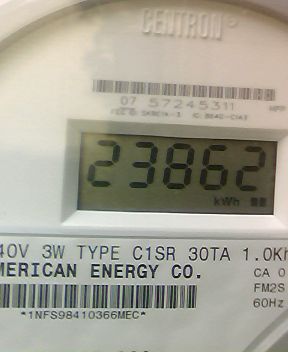 CENTRON
07 57245311
23862
kWh
40V 3W TYPE C1SR 30TA 1.0Kh
MERICAN ENERGY CO.
CA 0
FM2S
60Hz
*1NFS98410366MEC*